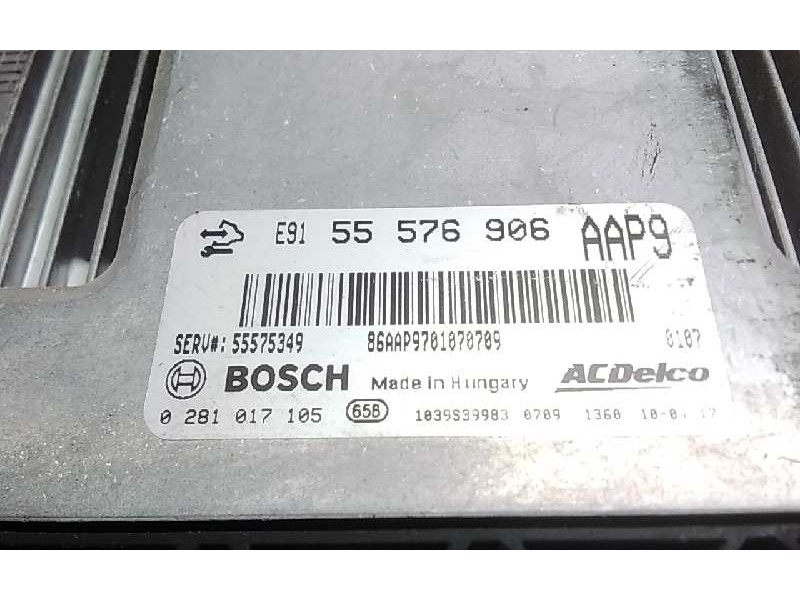 E91 55 576 906 AAP9
SERV#: 55575349 86AAP9701070709 0107
BOSCH Made in Hungary ACDelco
0 281 017 105 658 1039S39983 0709 1360